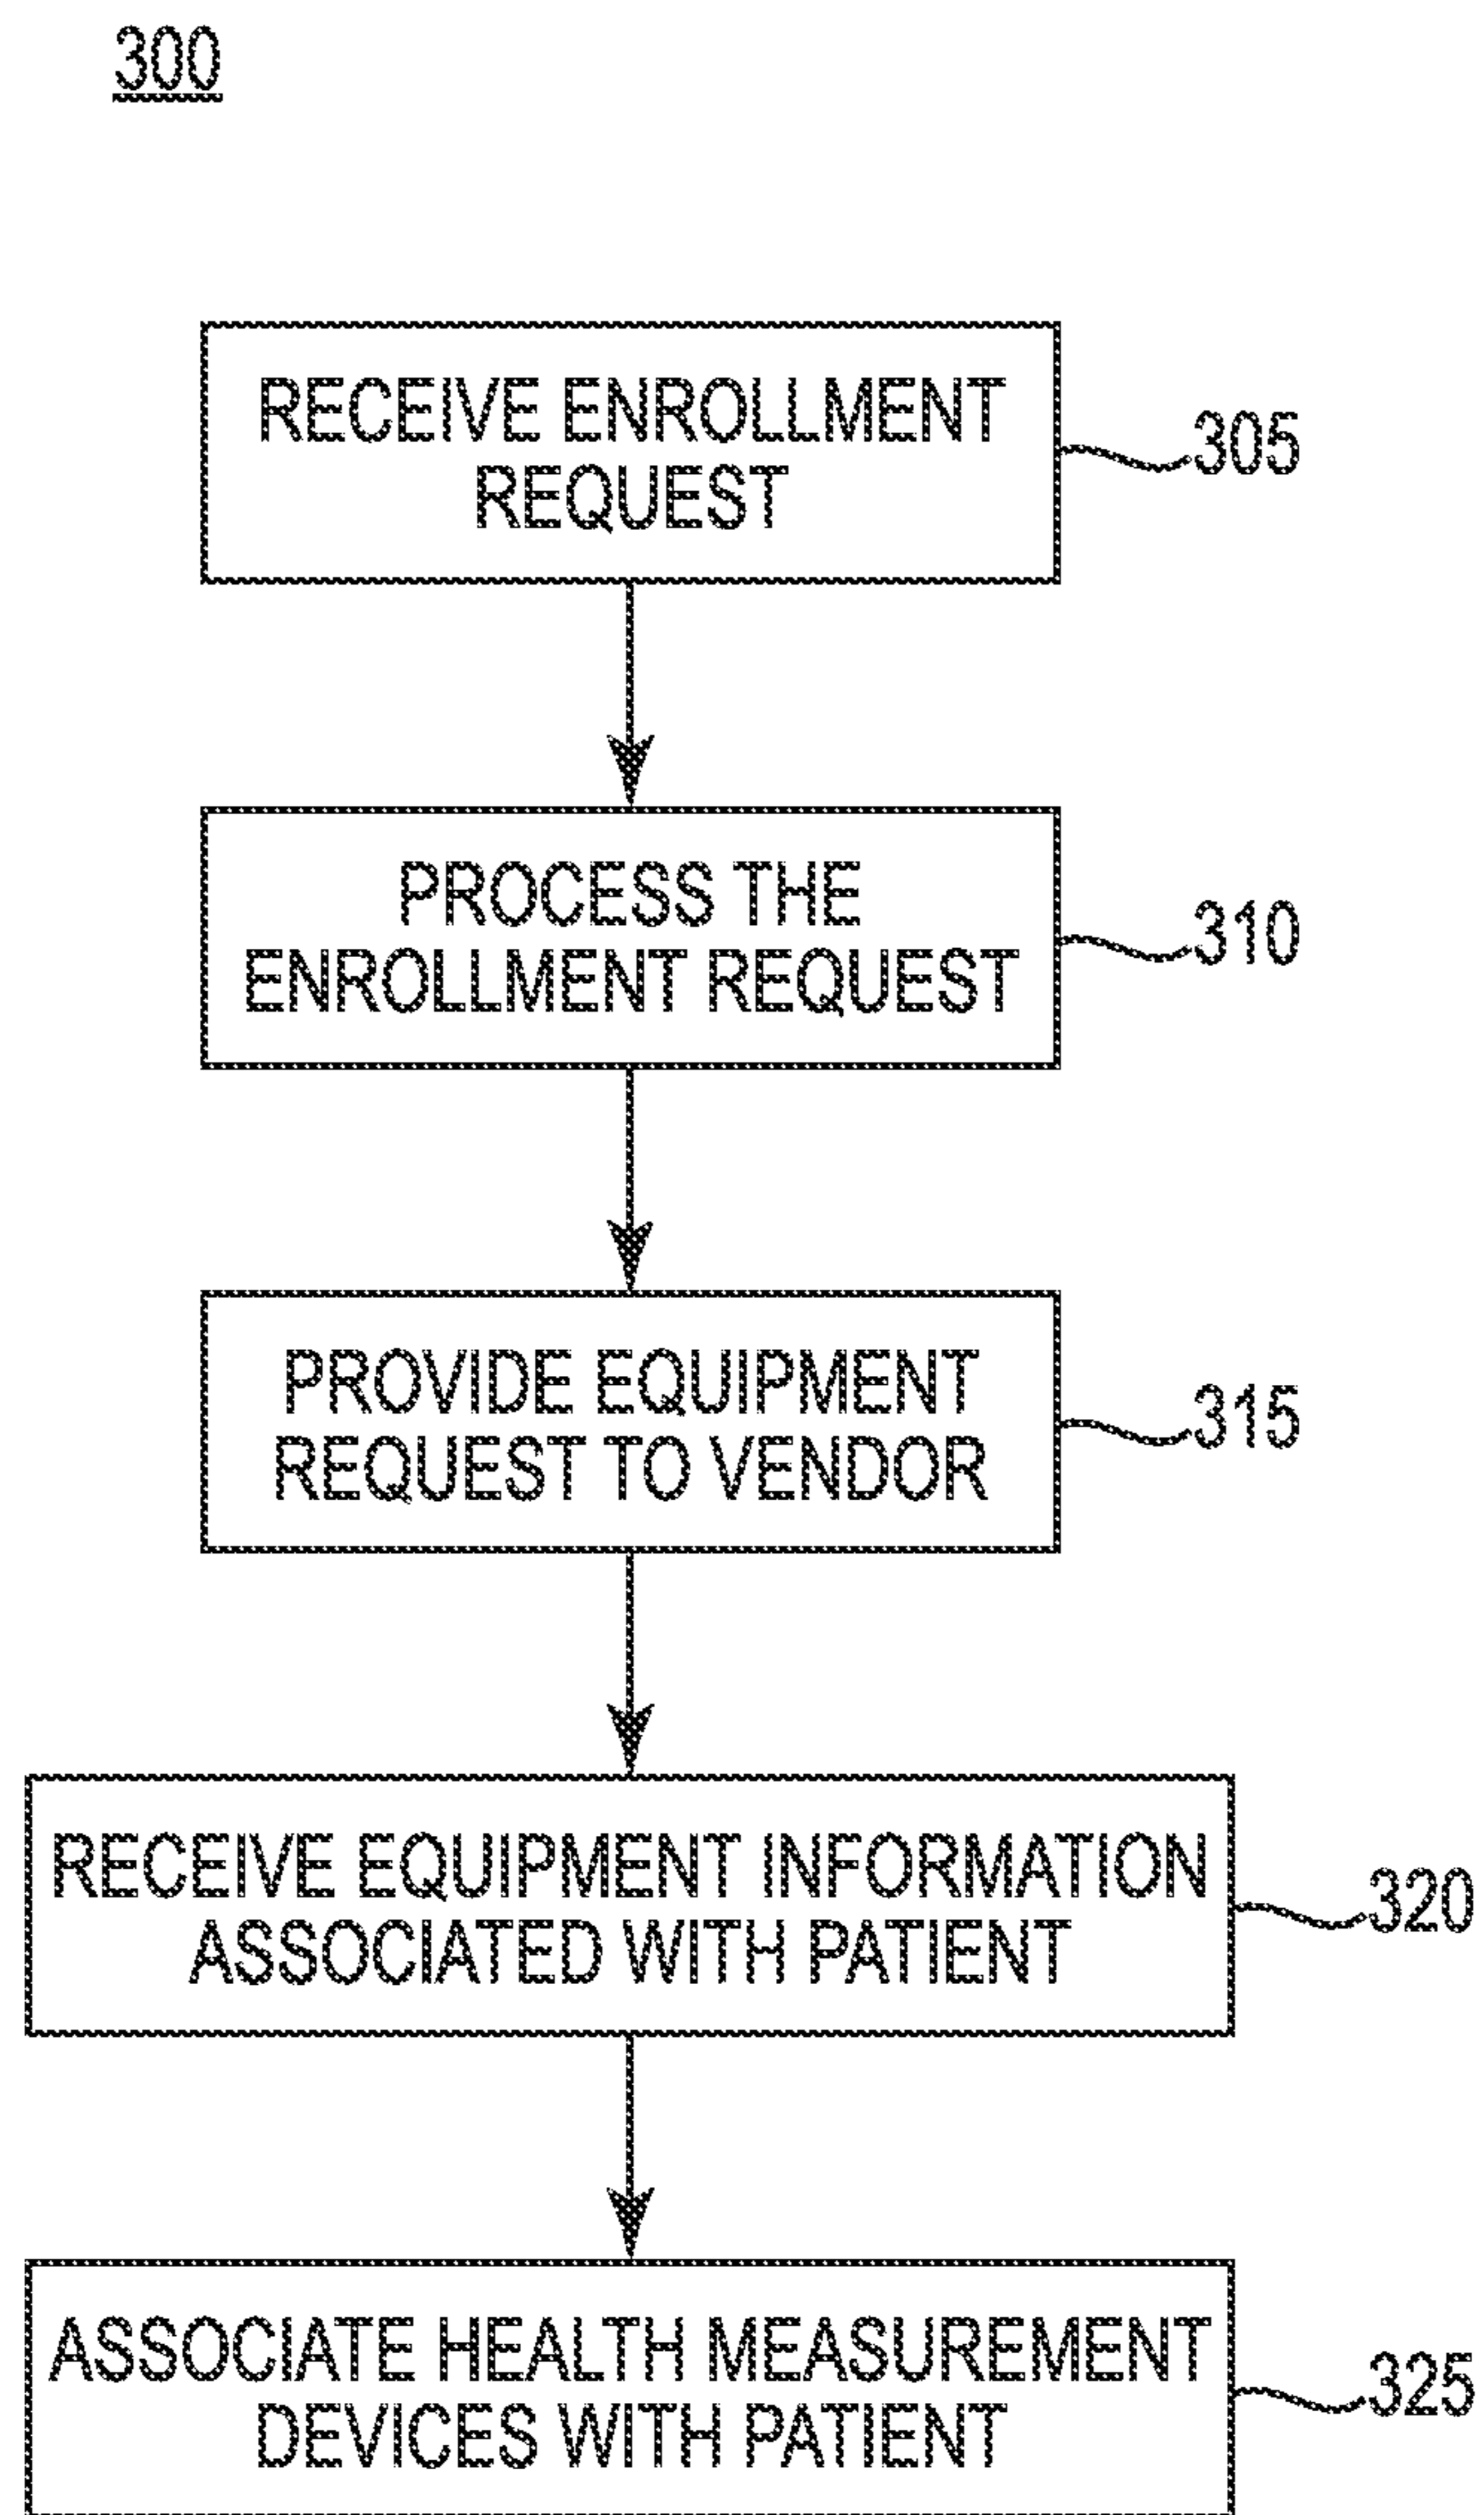 300
RECEIVE ENROLLMENT
REQUEST
305
PROCESS THE
ENROLLMENT REQUEST
310
PROVIDE EQUIPMENT
REQUEST TO VENDOR
315
RECEIVE EQUIPMENT INFORMATION
ASSOCIATED WITH PATIENT
320
ASSOCIATE HEALTH MEASUREMENT
DEVICES WITH PATIENT
325